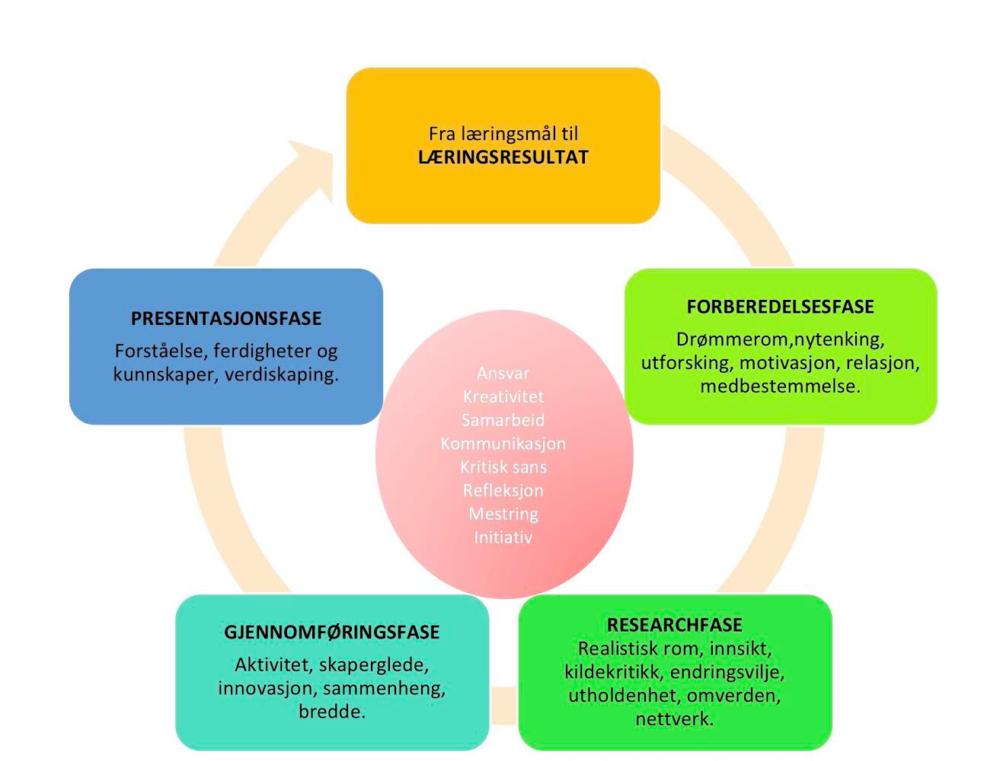 Fra læringsmål til
LÆRINGSRESULTAT
FORBEREDELSESFASE
Drømmerom,nytenking,
utforsking, motivasjon, relasjon,
medbestemmelse.
RESEARCHFASE
Realistisk rom, innsikt,
kildekritikk, endringsvilje,
utholdenhet, omverden,
nettverk.
GJENNOMFØRINGSFASE
Aktivitet, skaperglede,
innovasjon, sammenheng,
bredde.
PRESENTASJONSFASE
Forståelse, ferdigheter og
kunnskaper, verdiskaping.
Ansvar
Kreativitet
Samarbeid
Kommunikasjon
Kritisk sans
Refleksjon
Mestring
Initiativ